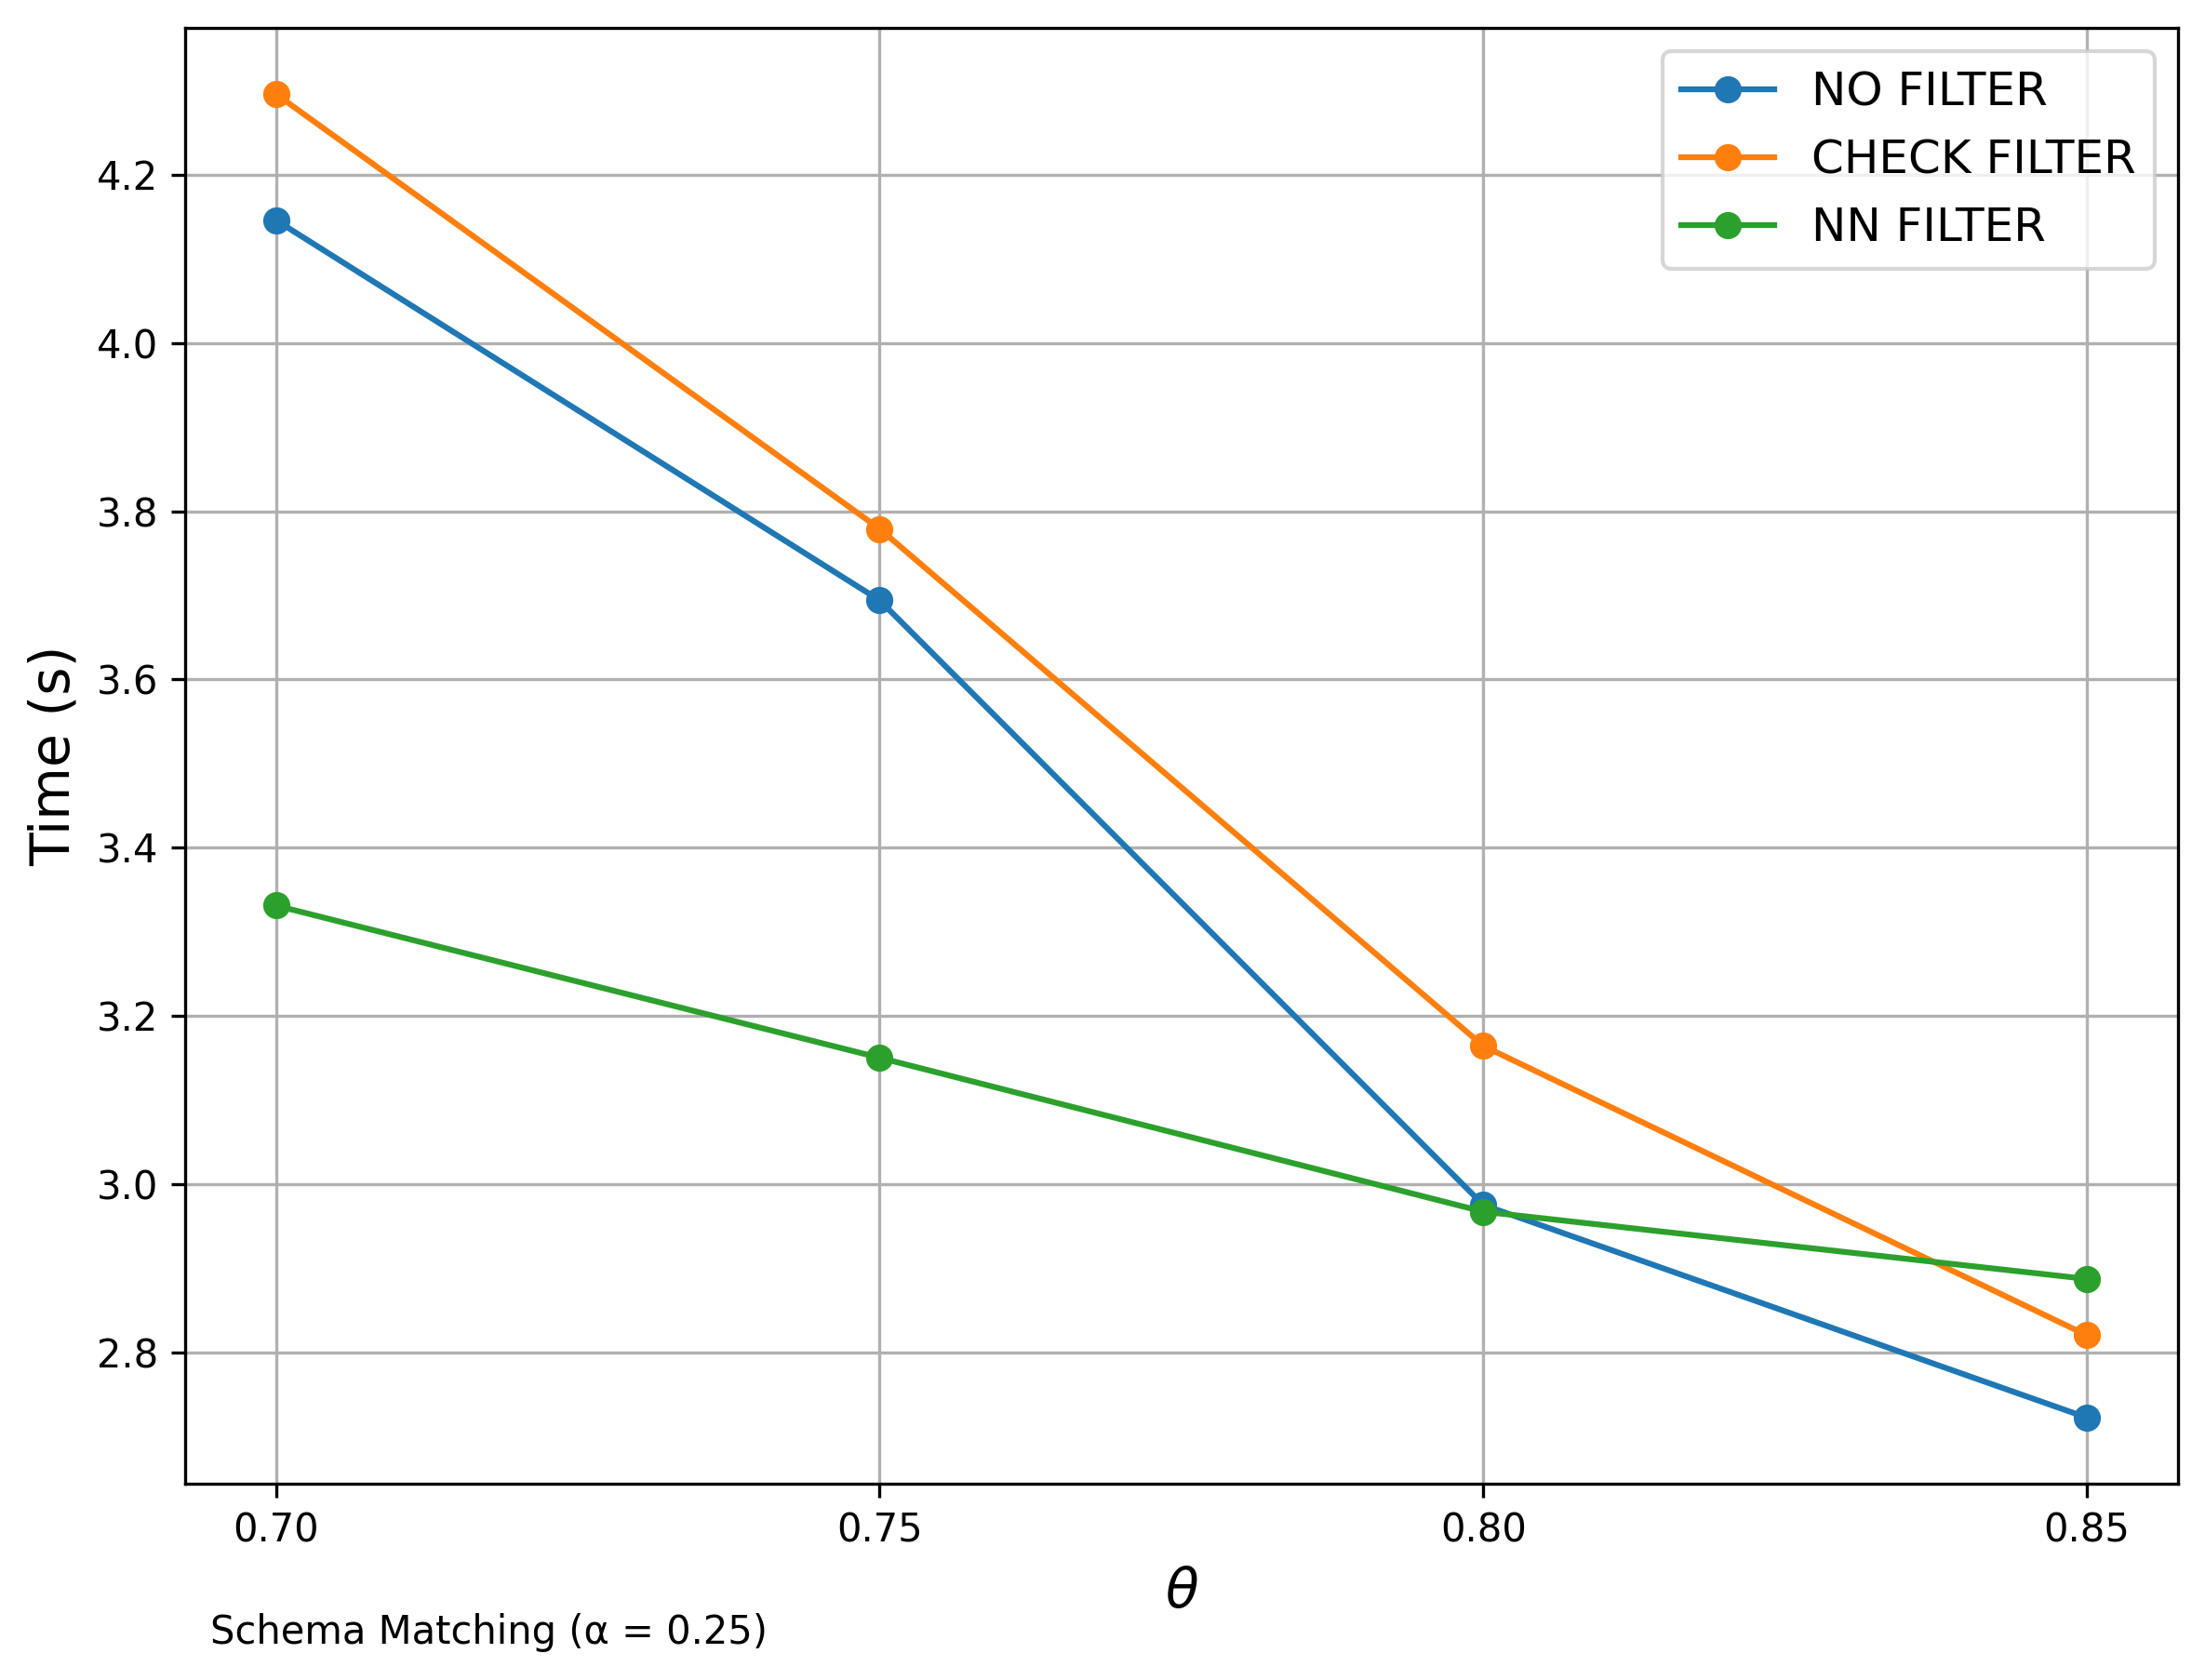 NO FILTER
CHECK FILTER
NN FILTER
Time (s)
4.2
4.0
3.8
3.6
3.4
3.2
3.0
2.8
0.70 0.75 0.80 0.85
θ
Schema Matching (α = 0.25)